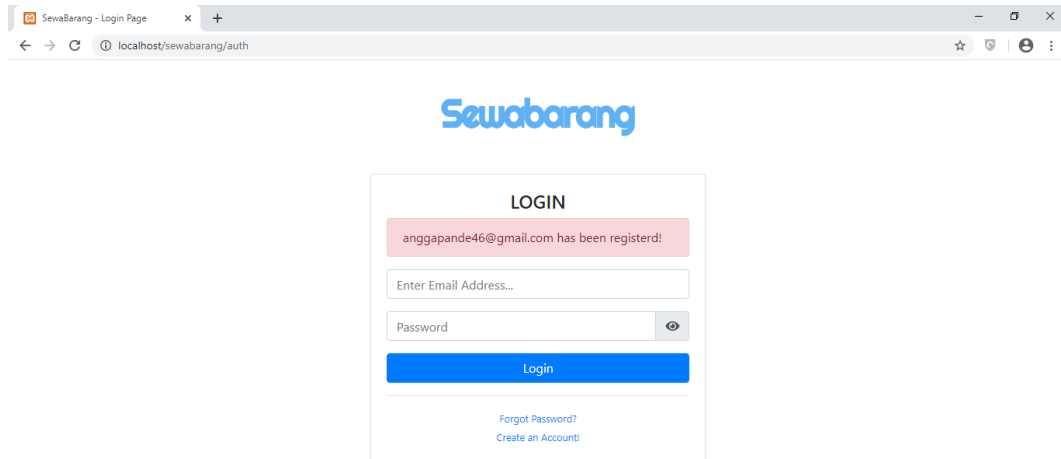 SewaBarang - Login Page
localhost/sewabarang/auth
Sewabarang
LOGIN
anggapande46@gmail.com has been registerd!
Enter Email Address...
Password
Login
Forgot Password?
Create an Account!